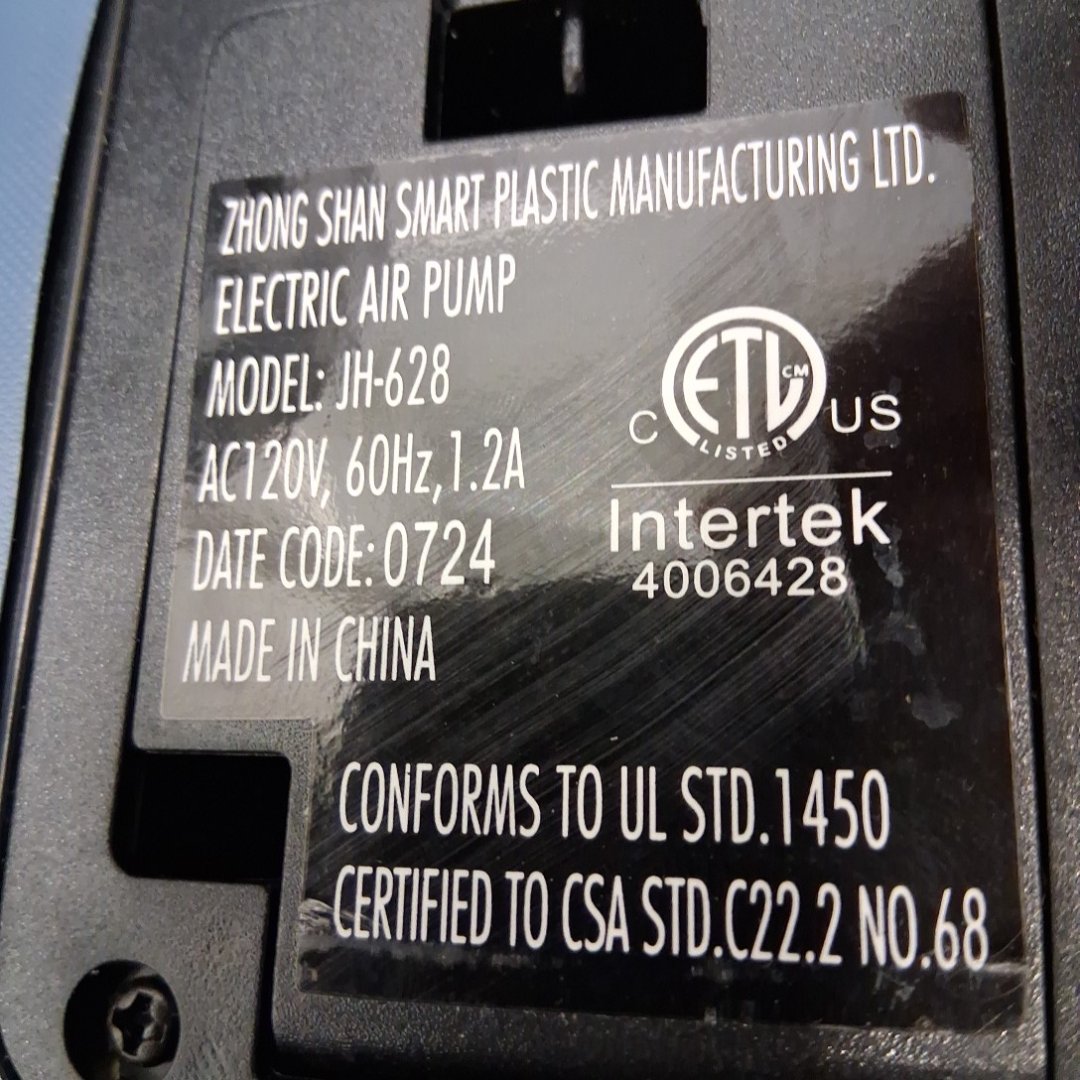 ZHONG SHAN SMART PLASTIC MANUFACTURING LTD.
ELECTRIC AIR PUMP
MODEL: JH-628
AC120V, 60Hz, 1.2A
DATE CODE: 0724
MADE IN CHINA
C ETL CM US
LISTED
Intertek
4006428
CONFORMS TO UL STD.1450
CERTIFIED TO CSA STD.C22.2 NO.68